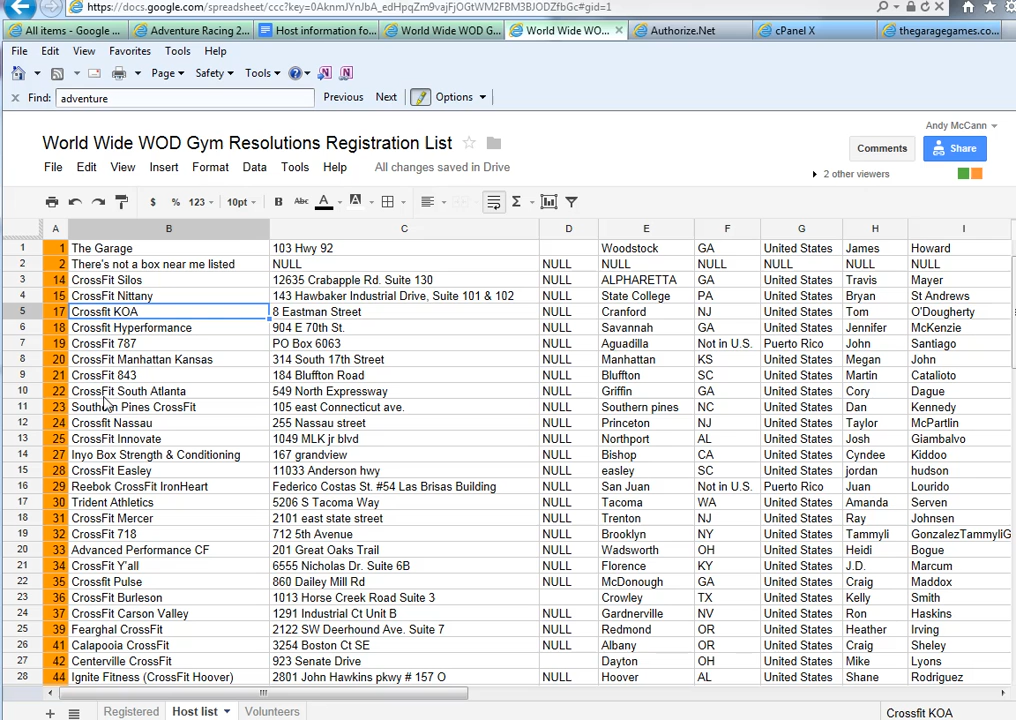 https://docs.google.com/spreadsheet/ccc?key=0AknmJYnJsA_edHpqZm9vajFjOGtWM2FBM3BJODZfbGc#gid=1
All items - Google ... Adventure Racing 2... Host information fo... World Wide WOD G... World Wide WO... Authorize.Net cPanel X thegaragegames.co...
File Edit View Favorites Tools Help
Page Safety Tools
Find: adventure Previous Next Options
Andy McCann
World Wide WOD Gym Resolutions Registration List Comments Share
File Edit View Insert Format Data Tools Help All changes saved in Drive
2 other viewers
$ % 123 10pt B Abc A A Σ
A B C D E F G H I
1 1 The Garage 103 Hwy 92 Woodstock GA United States James Howard
2 2 There's not a box near me listed NULL NULL NULL NULL NULL NULL NULL
3 14 CrossFit Silos 12635 Crabapple Rd. Suite 130 NULL ALPHARETTA GA United States Travis Mayer
4 15 CrossFit Nittany 143 Hawbaker Industrial Drive, Suite 101 & 102 NULL State College PA United States Bryan St Andrews
5 17 Crossfit KOA 8 Eastman Street NULL Cranford NJ United States Tom O'Dougherty
6 18 Crossfit Hyperformance 904 E 70th St. NULL Savannah GA United States Jennifer McKenzie
7 19 CrossFit 787 PO Box 6063 NULL Aguadilla Not in U.S. Puerto Rico John Santiago
8 20 CrossFit Manhattan Kansas 314 South 17th Street NULL Manhattan KS United States Megan John
9 21 CrossFit 843 184 Bluffton Road NULL Bluffton SC United States Martin Catalioto
10 22 CrossFit South Atlanta 549 North Expressway NULL Griffin GA United States Cory Dague
11 23 Southern Pines CrossFit 105 east Connecticut ave. NULL Southern pines NC United States Dan Kennedy
12 24 Crossfit Nassau 255 Nassau street NULL Princeton NJ United States Taylor McPartlin
13 25 CrossFit Innovate 1049 MLK jr blvd NULL Northport AL United States Josh Giambalvo
14 27 Inyo Box Strength & Conditioning 167 grandview NULL Bishop CA United States Cyndee Kiddoo
15 28 CrossFit Easley 11033 Anderson hwy NULL easley SC United States jordan hudson
16 29 Reebok CrossFit IronHeart Federico Costas St. #54 Las Brisas Building NULL San Juan Not in U.S. Puerto Rico Juan Lourido
17 30 Trident Athletics 5206 S Tacoma Way NULL Tacoma WA United States Amanda Serven
18 31 CrossFit Mercer 2101 east state street NULL Trenton NJ United States Ray Johnsen
19 32 CrossFit 718 712 5th Avenue NULL Brooklyn NY United States Tammyli GonzalezTammyliG
20 33 Advanced Performance CF 201 Great Oaks Trail NULL Wadsworth OH United States Heidi Bogue
21 34 CrossFit Y'all 6555 Nicholas Dr. Suite 6B NULL Florence KY United States J.D. Marcum
22 35 Crossfit Pulse 860 Dailey Mill Rd NULL McDonough GA United States Craig Maddox
23 36 CrossFit Burleson 1013 Horse Creek Road Suite 3 Crowley TX United States Kelly Smith
24 37 CrossFit Carson Valley 1291 Industrial Ct Unit B NULL Gardnerville NV United States Ron Haskins
25 39 Fearghal CrossFit 2122 SW Deerhound Ave. Suite 7 NULL Redmond OR United States Heather Irving
26 41 Calapooia CrossFit 3254 Boston Ct SE NULL Albany OR United States Craig Sheley
27 42 Centerville CrossFit 923 Senate Drive Dayton OH United States Mike Lyons
28 44 Ignite Fitness (CrossFit Hoover) 2801 John Hawkins pkwy # 157 O NULL Hoover AL United States Shane Rodriguez
Registered Host list Volunteers Crossfit KOA